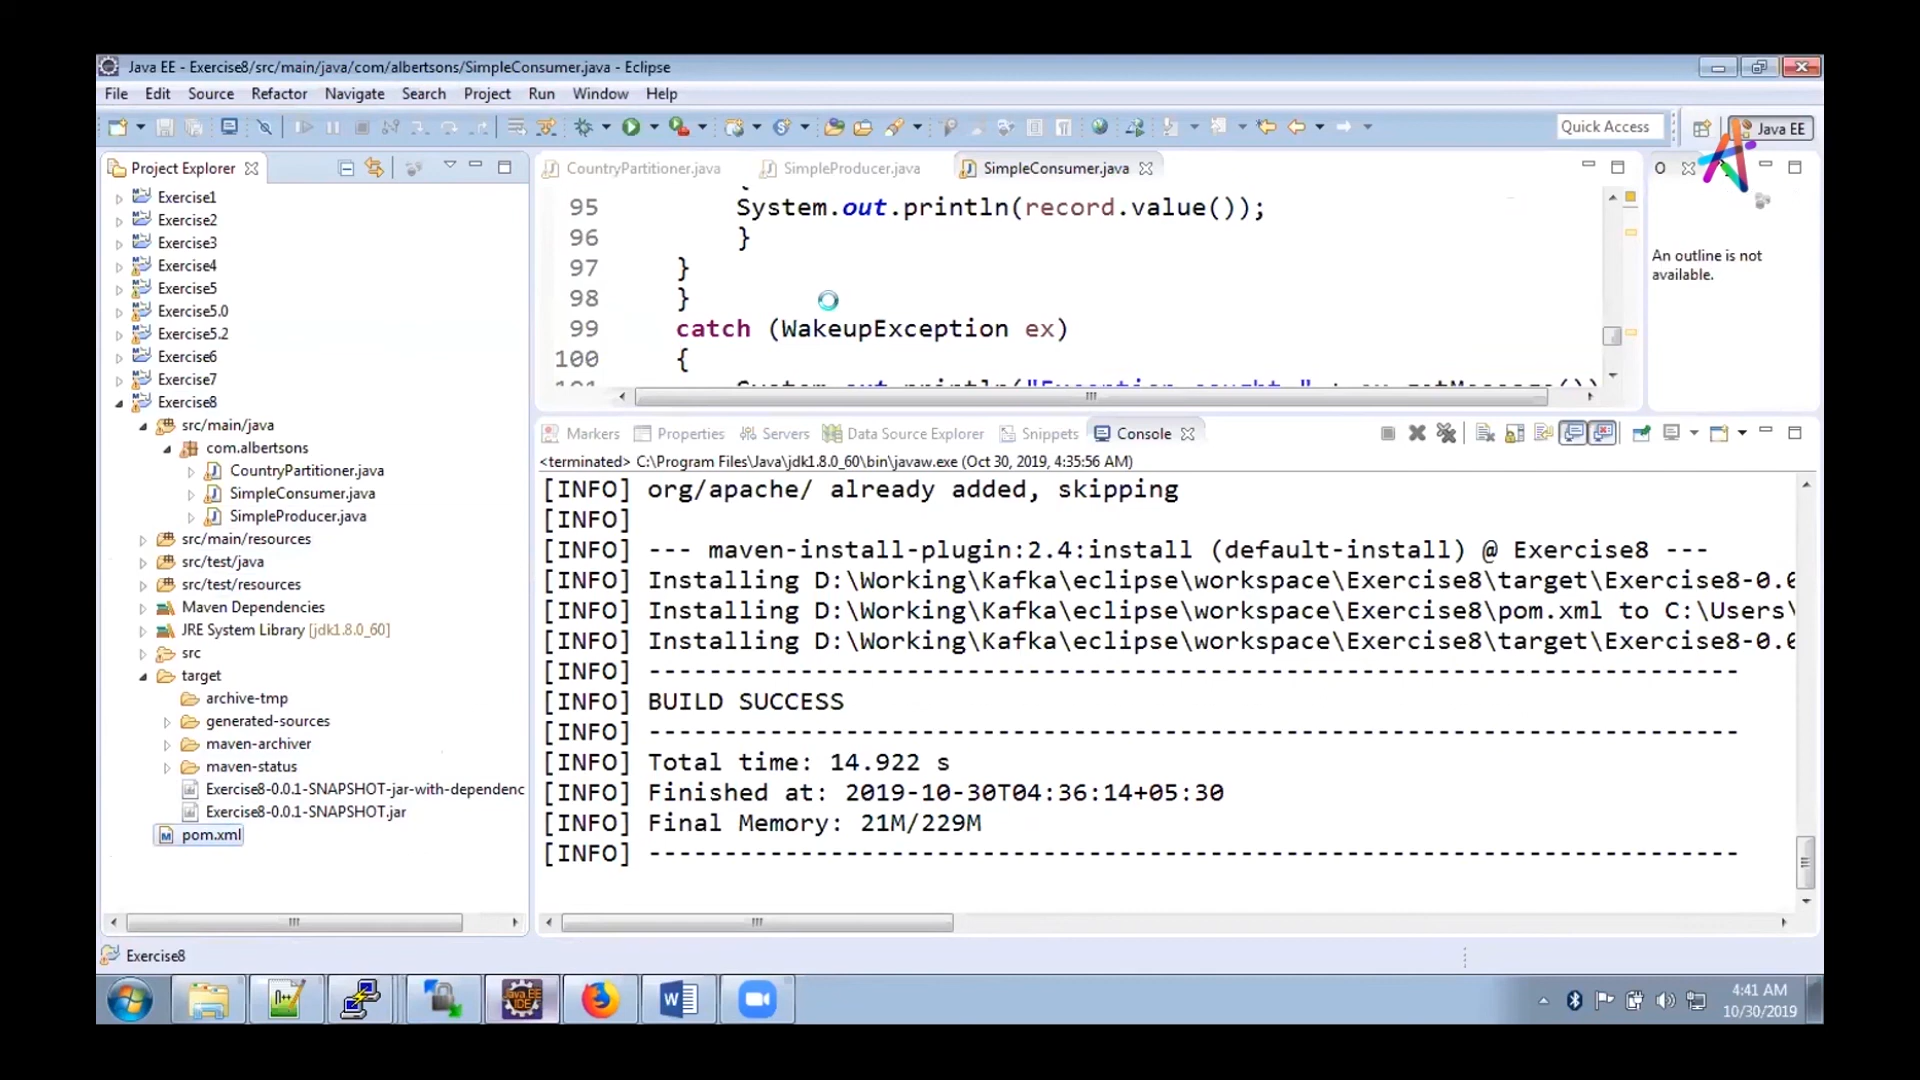 Java EE - Exercise8/src/main/java/com/albertsons/SimpleConsumer.java - Eclipse
File Edit Source Refactor Navigate Search Project Run Window Help
Quick Access
Java EE
Project Explorer
Exercise1
Exercise2
Exercise3
Exercise4
Exercise5
Exercise5.0
Exercise5.2
Exercise6
Exercise7
Exercise8
src/main/java
com.albertsons
CountryPartitioner.java
SimpleConsumer.java
SimpleProducer.java
src/main/resources
src/test/java
src/test/resources
Maven Dependencies
JRE System Library [jdk1.8.0_60]
src
target
archive-tmp
generated-sources
maven-archiver
maven-status
Exercise8-0.0.1-SNAPSHOT-jar-with-dependenc
Exercise8-0.0.1-SNAPSHOT.jar
pom.xml
CountryPartitioner.java SimpleProducer.java SimpleConsumer.java
95 System.out.println(record.value());
96 }
97 }
98 }
99 catch (WakeupException ex)
100 {
101 System.out.println("Exception caught " + ex.getMessage())
O
An outline is not
available.
Markers Properties Servers Data Source Explorer Snippets Console
<terminated> C:\Program Files\Java\jdk1.8.0_60\bin\javaw.exe (Oct 30, 2019, 4:35:56 AM)
[INFO] org/apache/ already added, skipping
[INFO]
[INFO] --- maven-install-plugin:2.4:install (default-install) @ Exercise8 ---
[INFO] Installing D:\Working\Kafka\eclipse\workspace\Exercise8\target\Exercise8-0.0
[INFO] Installing D:\Working\Kafka\eclipse\workspace\Exercise8\pom.xml to C:\Users\
[INFO] Installing D:\Working\Kafka\eclipse\workspace\Exercise8\target\Exercise8-0.0
[INFO] ------------------------------------------------------------------------
[INFO] BUILD SUCCESS
[INFO] ------------------------------------------------------------------------
[INFO] Total time: 14.922 s
[INFO] Finished at: 2019-10-30T04:36:14+05:30
[INFO] Final Memory: 21M/229M
[INFO] ------------------------------------------------------------------------
Exercise8
4:41 AM
10/30/2019